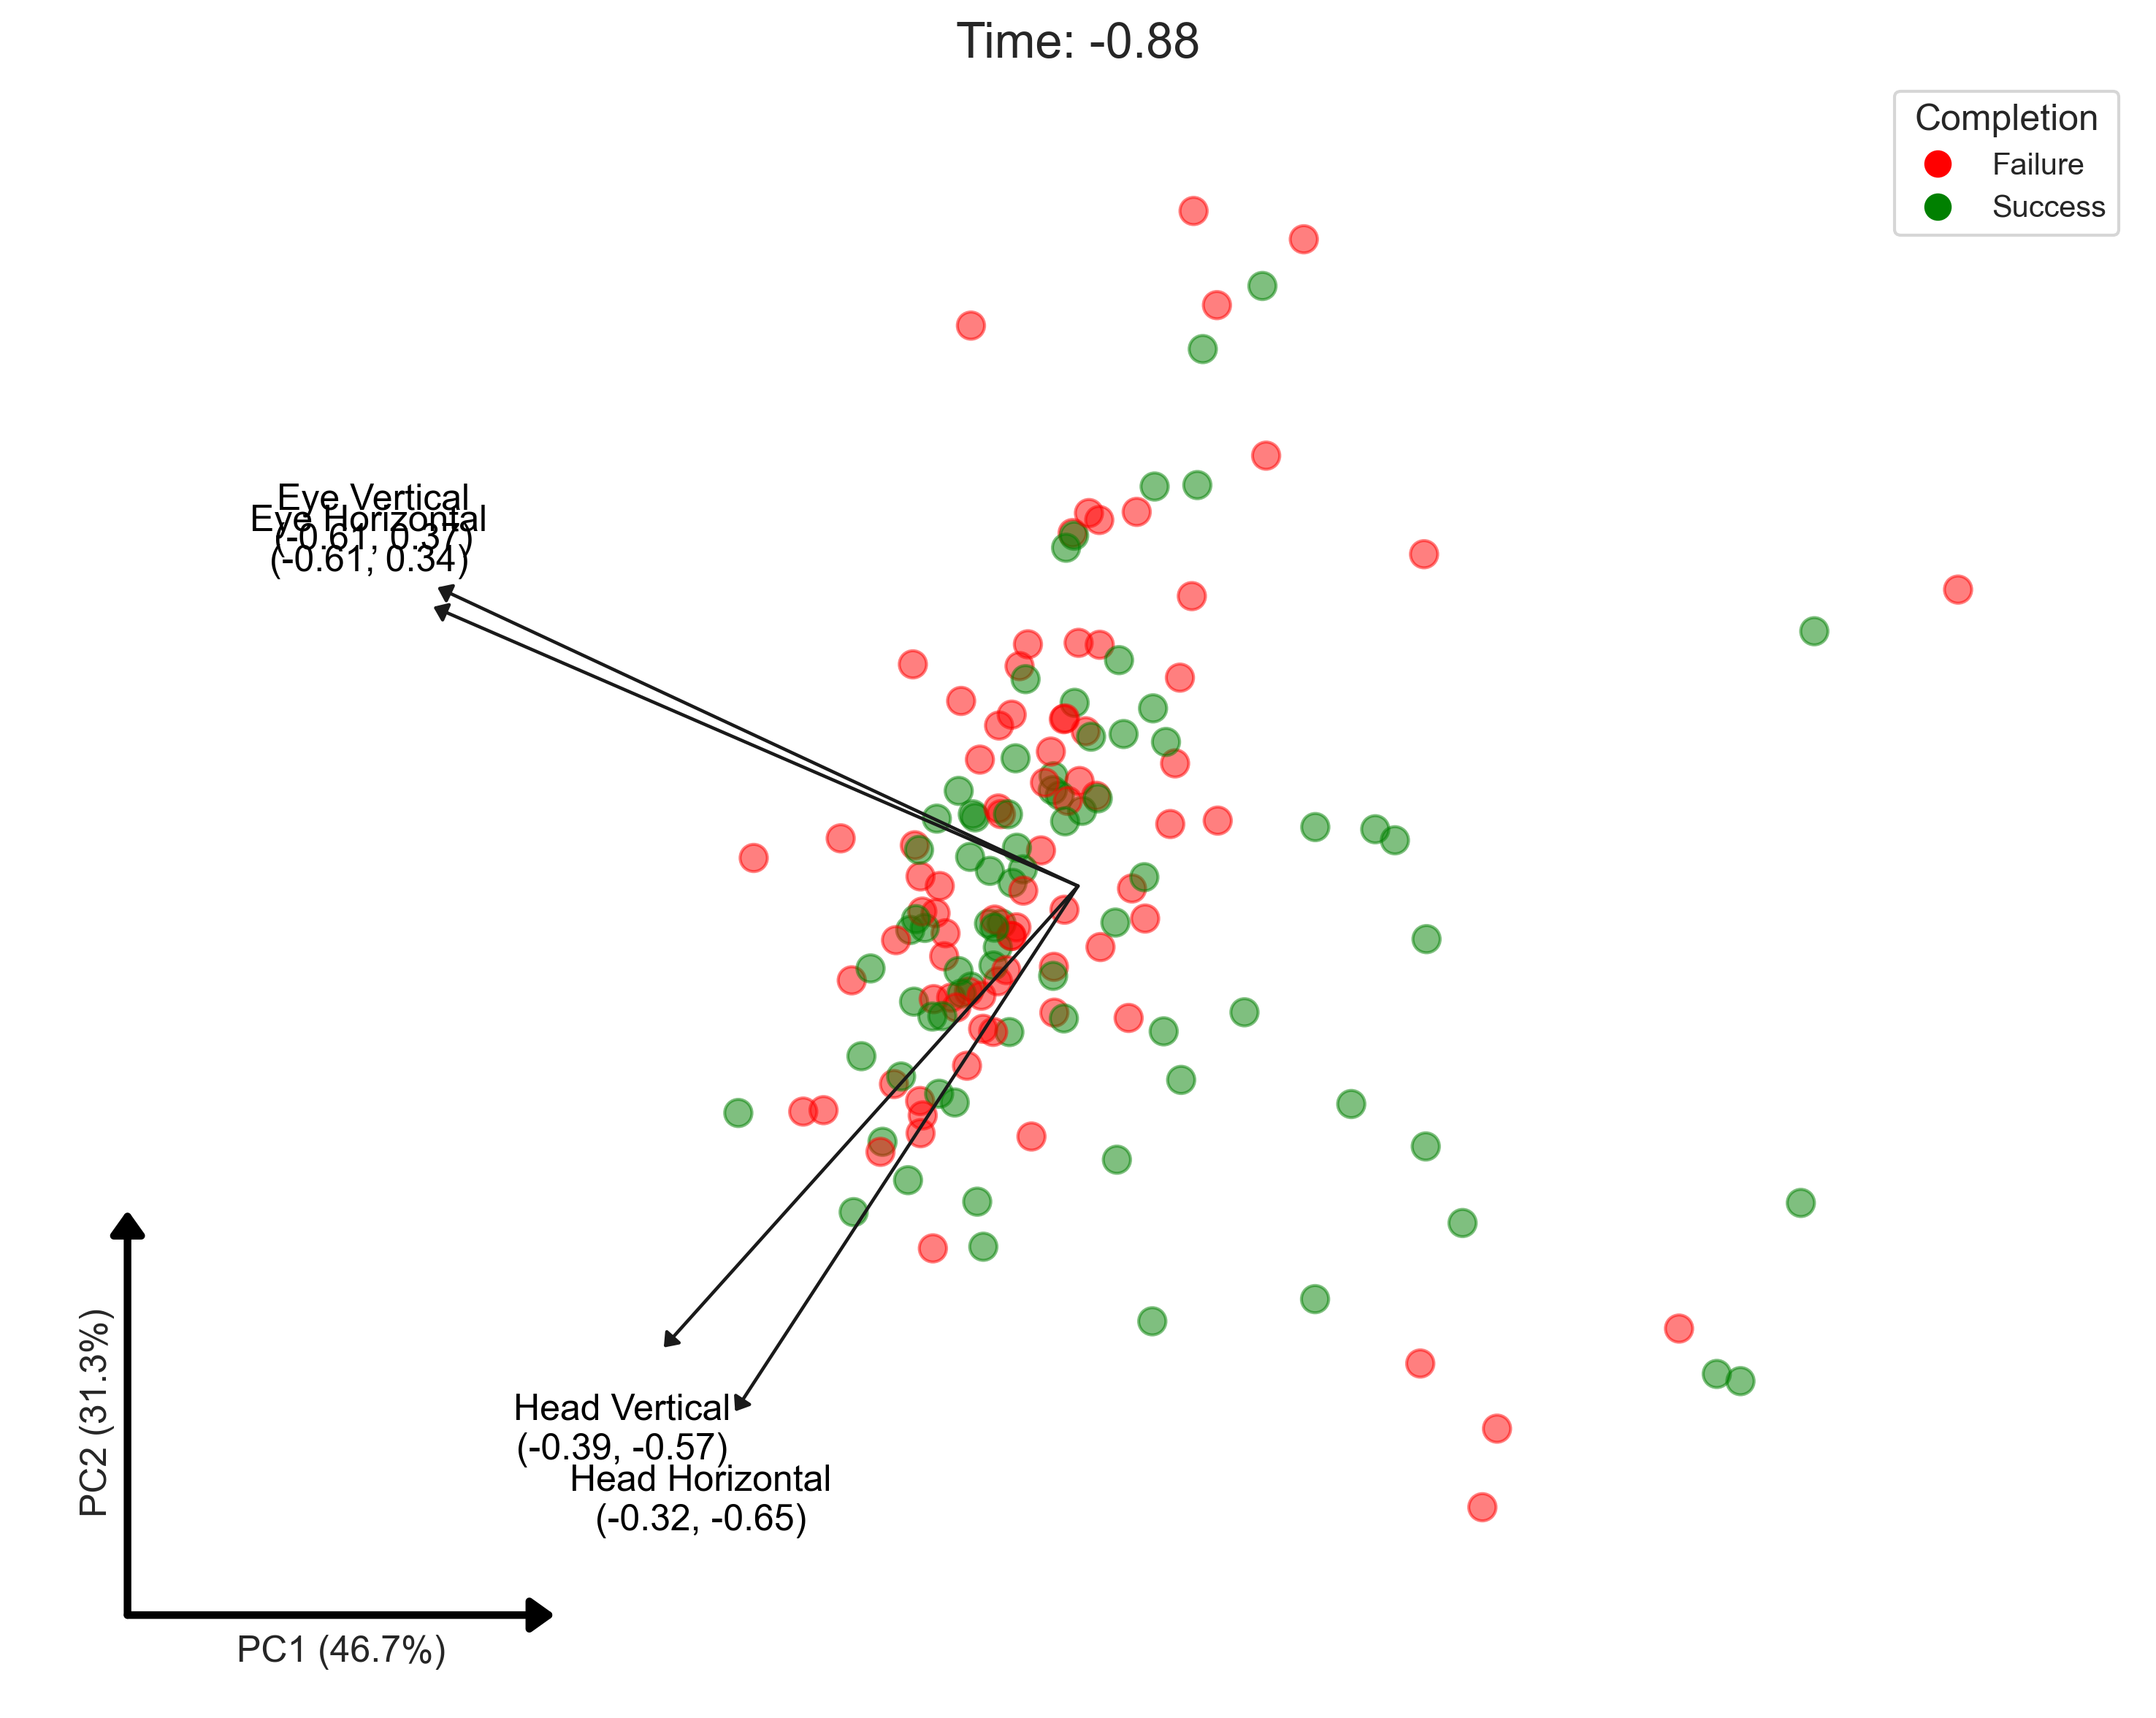 Time: -0.88
Completion
Failure
Success
Eye Vertical
(-0.61, 0.37)
Eye Horizontal
(-0.61, 0.34)
Head Vertical
(-0.39, -0.57)
Head Horizontal
(-0.32, -0.65)
PC2 (31.3%)
PC1 (46.7%)